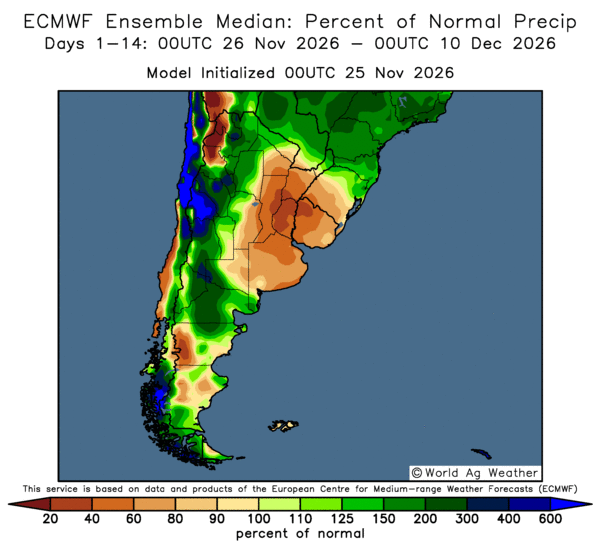 ECMWF Ensemble Median: Percent of Normal Precip
Days 1-14: 00UTC 26 Nov 2026 - 00UTC 10 Dec 2026
Model Initialized 00UTC 25 Nov 2026
© World Ag Weather
This service is based on data and products of the European Centre for Medium-range Weather Forecasts (ECMWF)
20 40 60 80 90 100 110 125 150 200 300 400 600
percent of normal